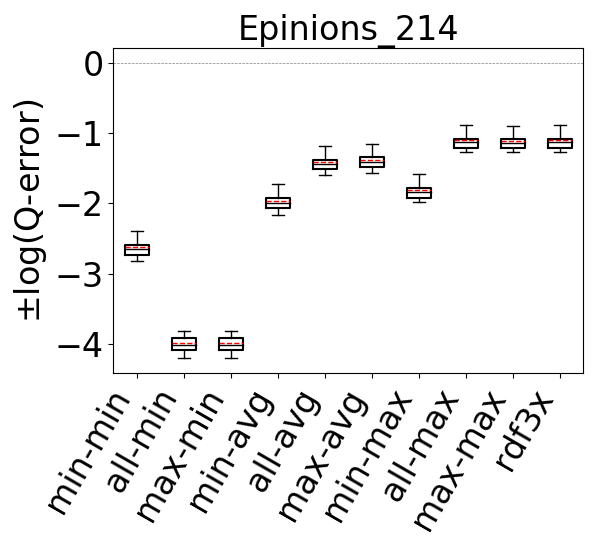 Epinions_214
±log(Q-error)
0
−1
−2
−3
−4
min-min
all-min
max-min
min-avg
all-avg
max-avg
min-max
all-max
max-max
rdf3x